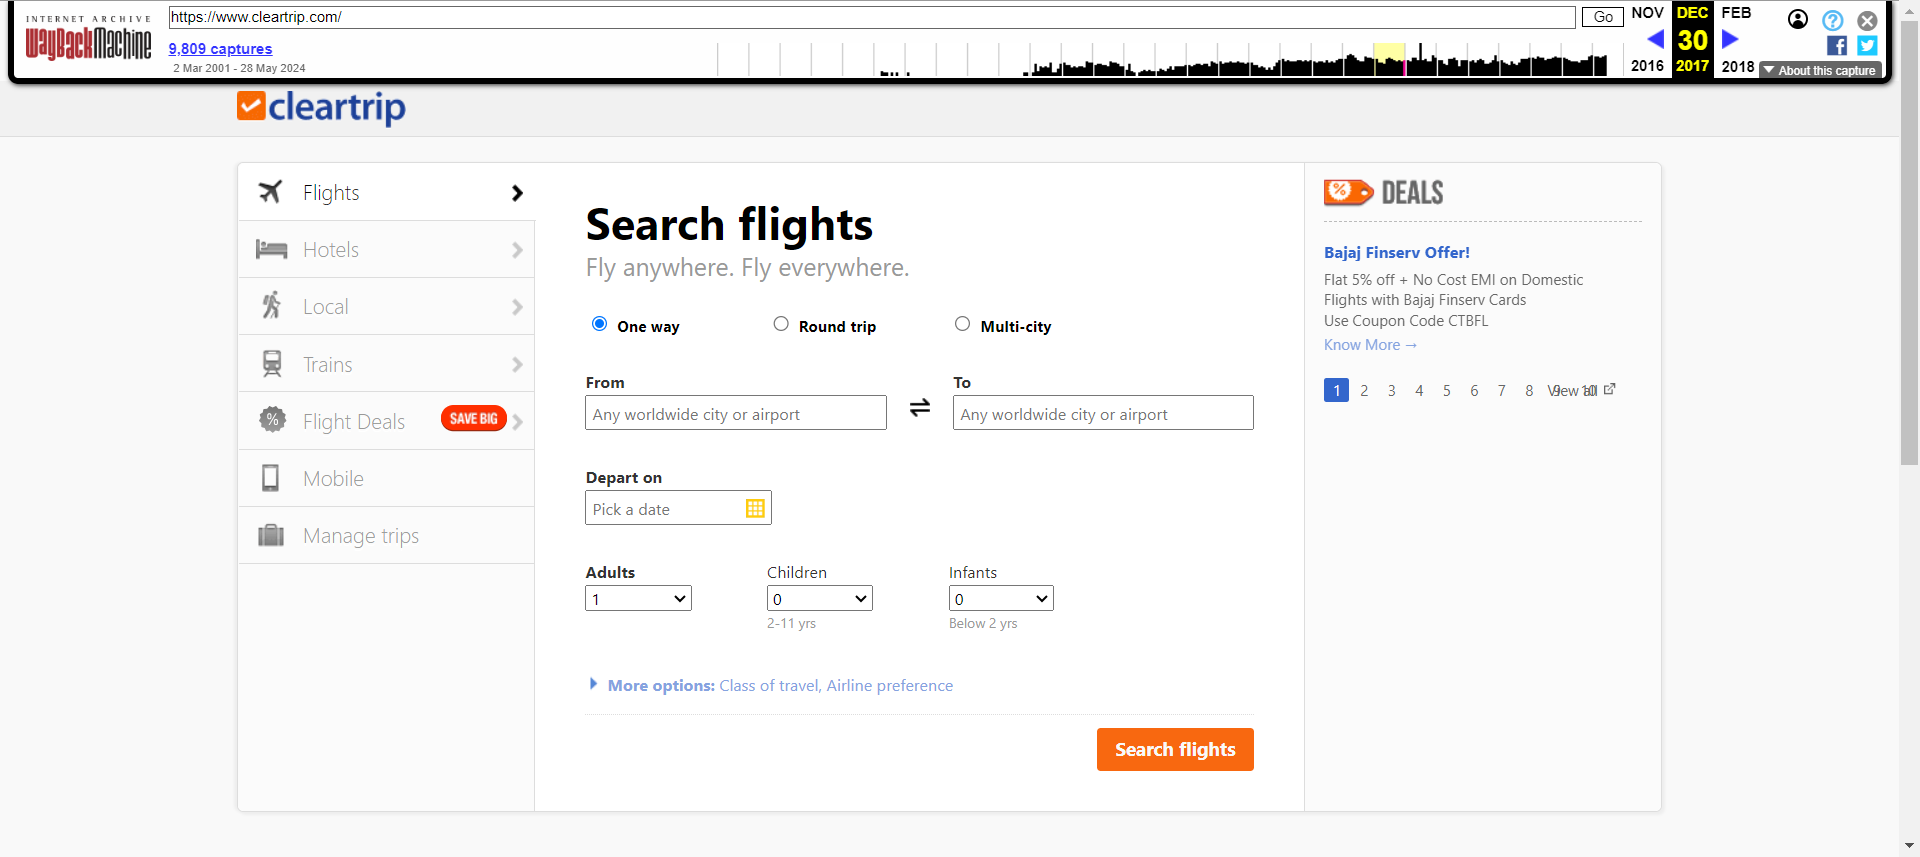 INTERNET ARCHIVE
WayBackMachine
https://www.cleartrip.com/
Go
9,809 captures
2 Mar 2001 - 28 May 2024
NOV
DEC
FEB
30
2016
2017
2018
About this capture
cleartrip
Flights
Hotels
Local
Trains
Flight Deals
SAVE BIG
Mobile
Manage trips
Search flights
Fly anywhere. Fly everywhere.
One way
Round trip
Multi-city
From
To
Any worldwide city or airport
Any worldwide city or airport
Depart on
Pick a date
Adults
Children
Infants
1
0
0
2-11 yrs
Below 2 yrs
More options: Class of travel, Airline preference
Search flights
DEALS
Bajaj Finserv Offer!
Flat 5% off + No Cost EMI on Domestic
Flights with Bajaj Finserv Cards
Use Coupon Code CTBFL
Know More →
1 2 3 4 5 6 7 8 9 10
View all